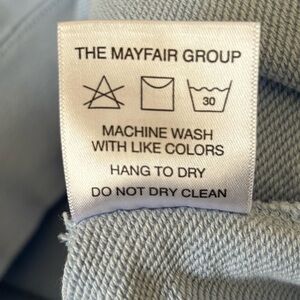 THE MAYFAIR GROUP
30
MACHINE WASH
WITH LIKE COLORS
HANG TO DRY
DO NOT DRY CLEAN